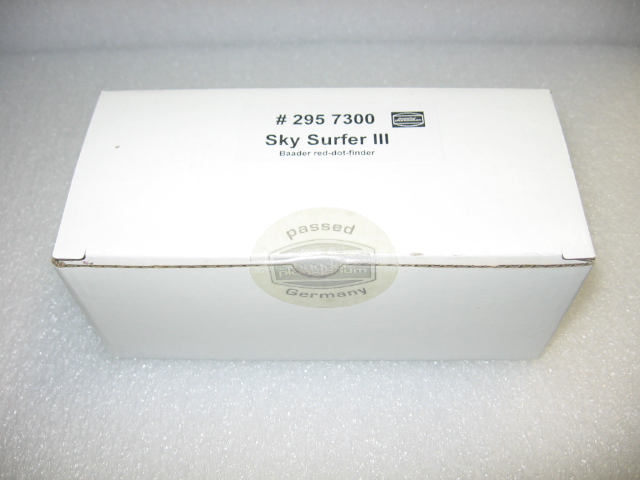 # 295 7300
Sky Surfer III
Baader red-dot-finder
passed
Germany